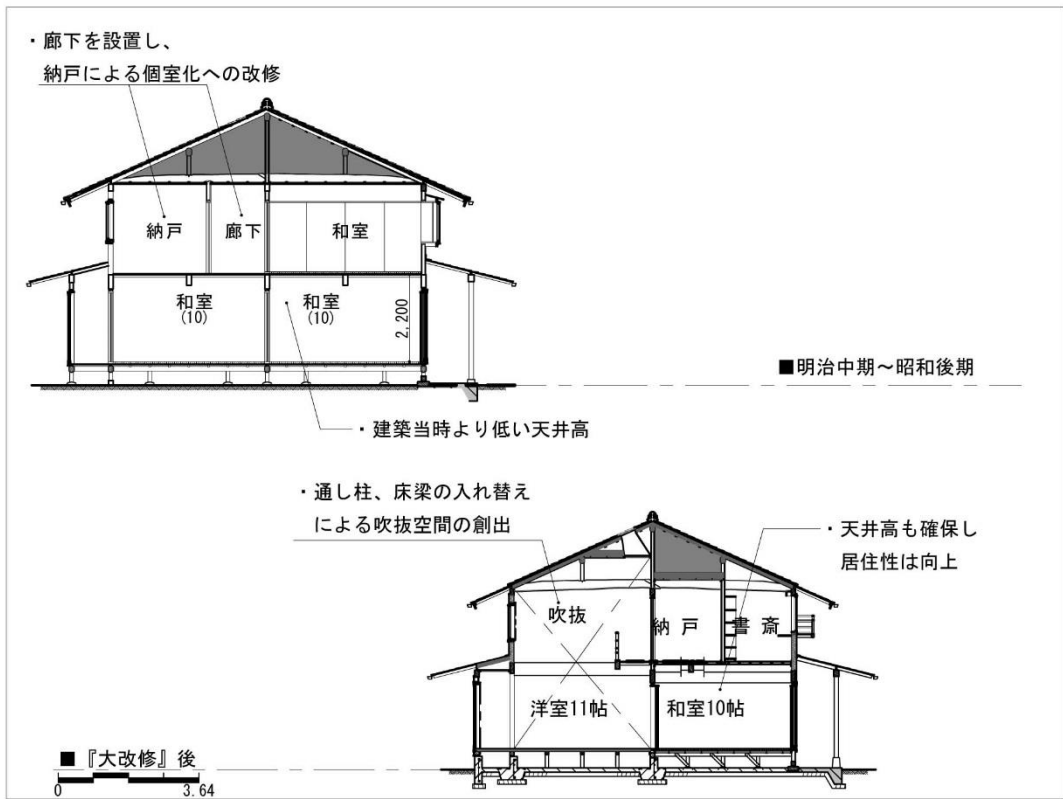 ・廊下を設置し、
納戸による個室化への改修
納戸
廊下
和室
和室
(10)
和室
(10)
2,200
■明治中期～昭和後期
・建築当時より低い天井高
・通し柱、床梁の入れ替え
による吹抜空間の創出
・天井高も確保し
居住性は向上
吹抜
納戸
書斎
洋室11帖
和室10帖
■『大改修』後
0
3.64